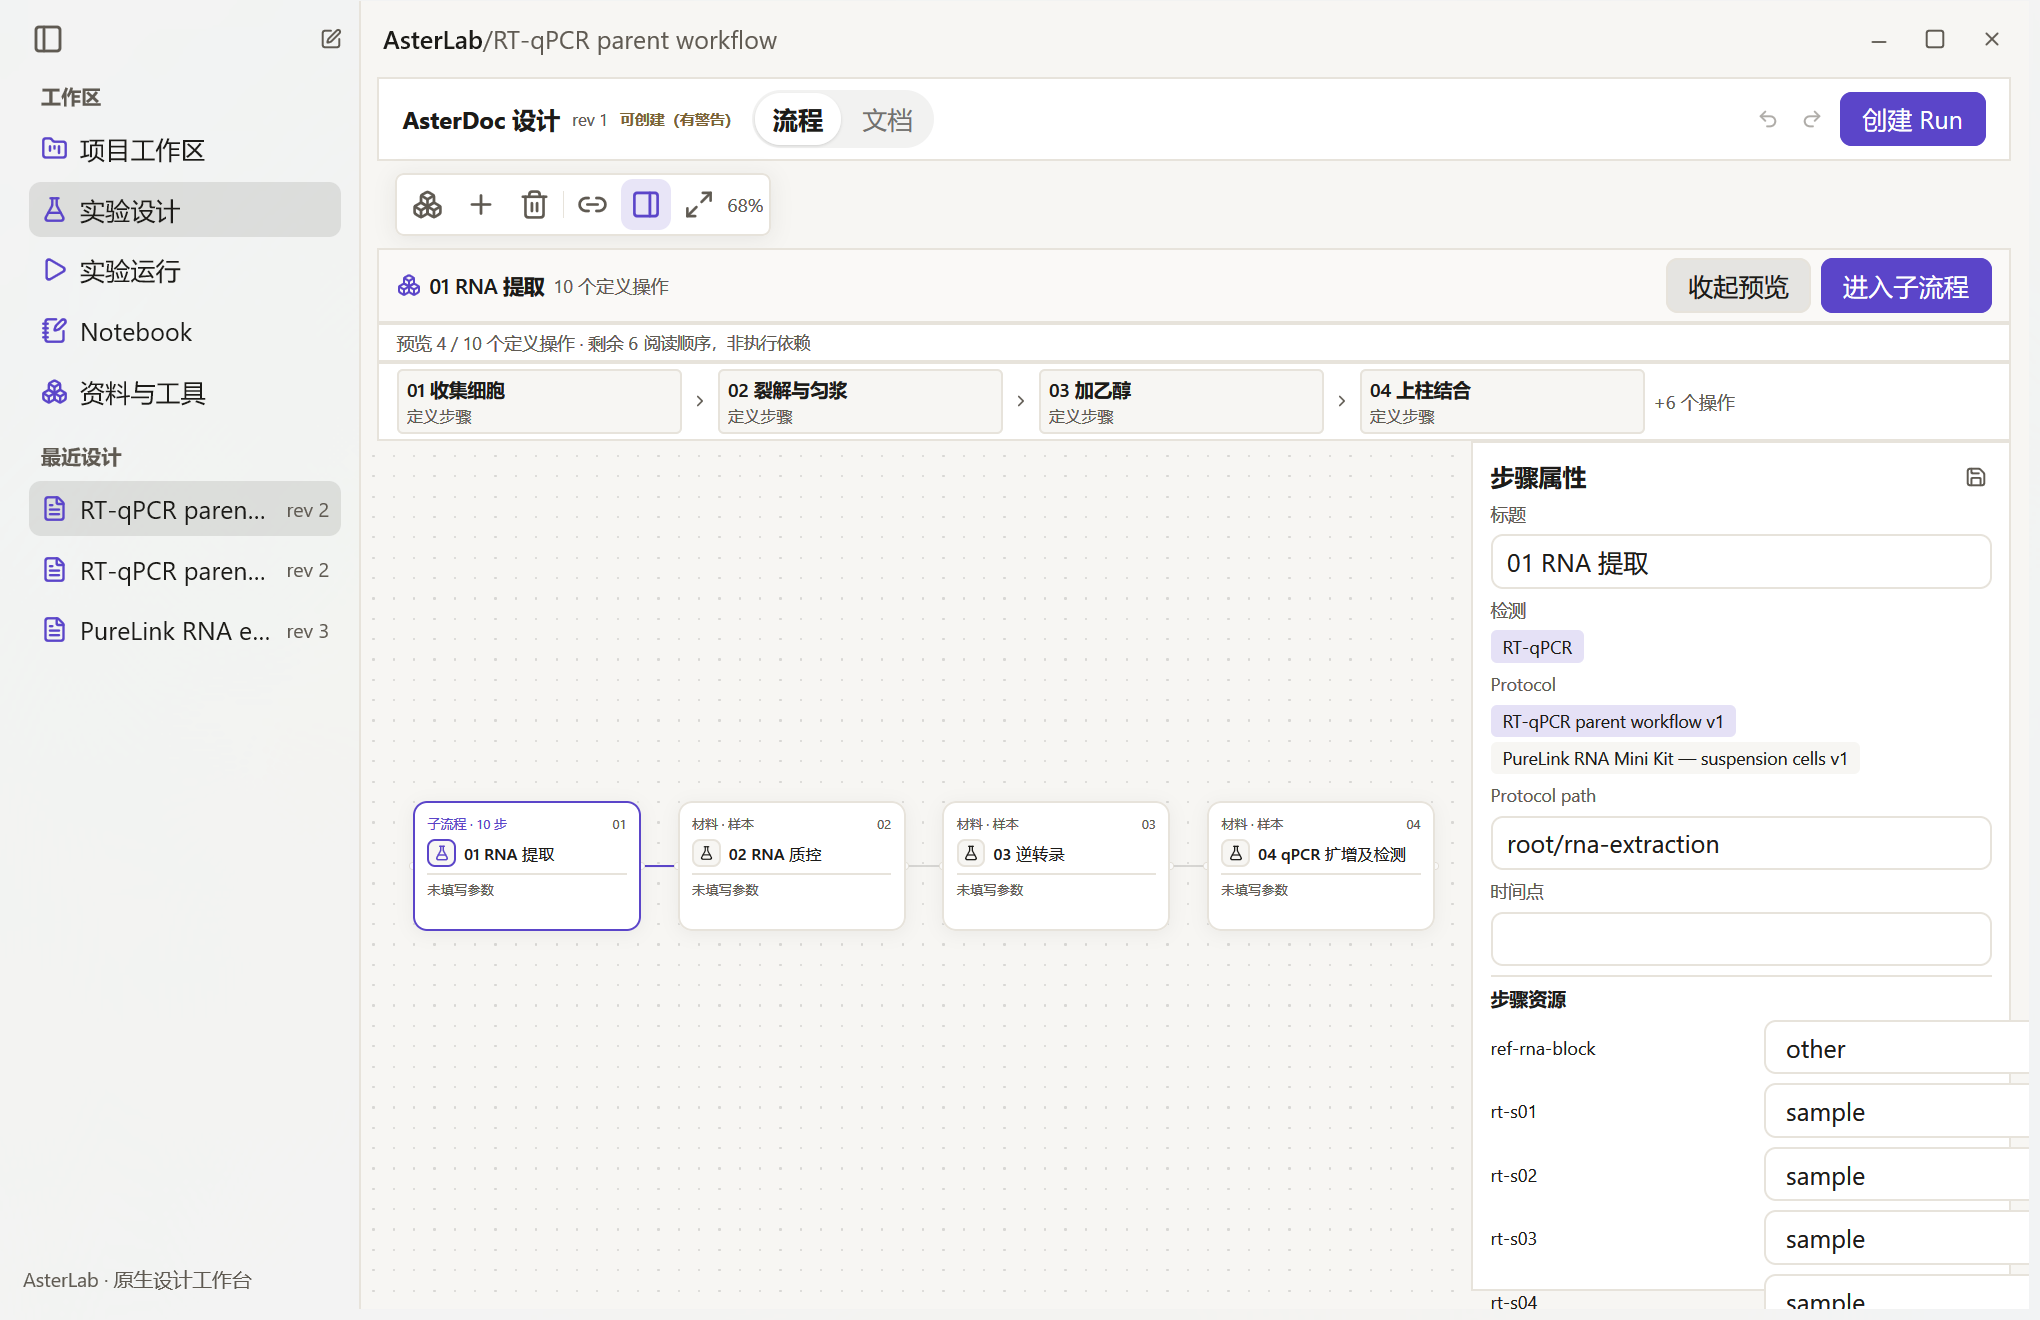 AsterLab/RT-qPCR parent workflow
工作区
项目工作区
实验设计
实验运行
Notebook
资料与工具
最近设计
RT-qPCR paren... rev 2
RT-qPCR paren... rev 2
PureLink RNA e... rev 3
AsterLab · 原生设计工作台
AsterDoc 设计 rev 1 可创建（有警告） 流程 文档 创建 Run
68%
01 RNA 提取 10 个定义操作 收起预览 进入子流程
预览 4 / 10 个定义操作 · 剩余 6 阅读顺序，非执行依赖
01 收集细胞
定义步骤
02 裂解与匀浆
定义步骤
03 加乙醇
定义步骤
04 上柱结合
定义步骤
+6 个操作
子流程 · 10 步 01
01 RNA 提取
未填写参数
材料 · 样本 02
02 RNA 质控
未填写参数
材料 · 样本 03
03 逆转录
未填写参数
材料 · 样本 04
04 qPCR 扩增及检测
未填写参数
步骤属性
标题
01 RNA 提取
检测
RT-qPCR
Protocol
RT-qPCR parent workflow v1
PureLink RNA Mini Kit — suspension cells v1
Protocol path
root/rna-extraction
时间点
步骤资源
ref-rna-block other
rt-s01 sample
rt-s02 sample
rt-s03 sample
rt-s04 sample